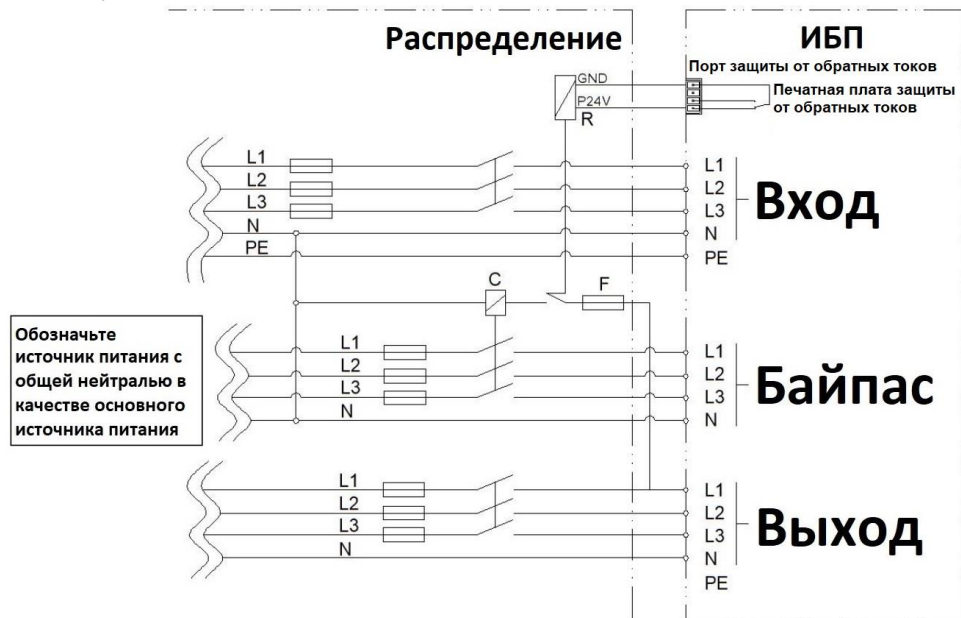 Распределение
ИБП
Порт защиты от обратных токов
GND
P24V
R
Печатная плата защиты
от обратных токов
L1
L2
L3
N
PE
L1
L2
L3
N
PE
Вход
C
F
Обозначьте
источник питания с
общей нейтралью в
качестве основного
источника питания
L1
L2
L3
N
L1
L2
L3
N
Байпас
L1
L2
L3
N
L1
L2
L3
N
PE
Выход